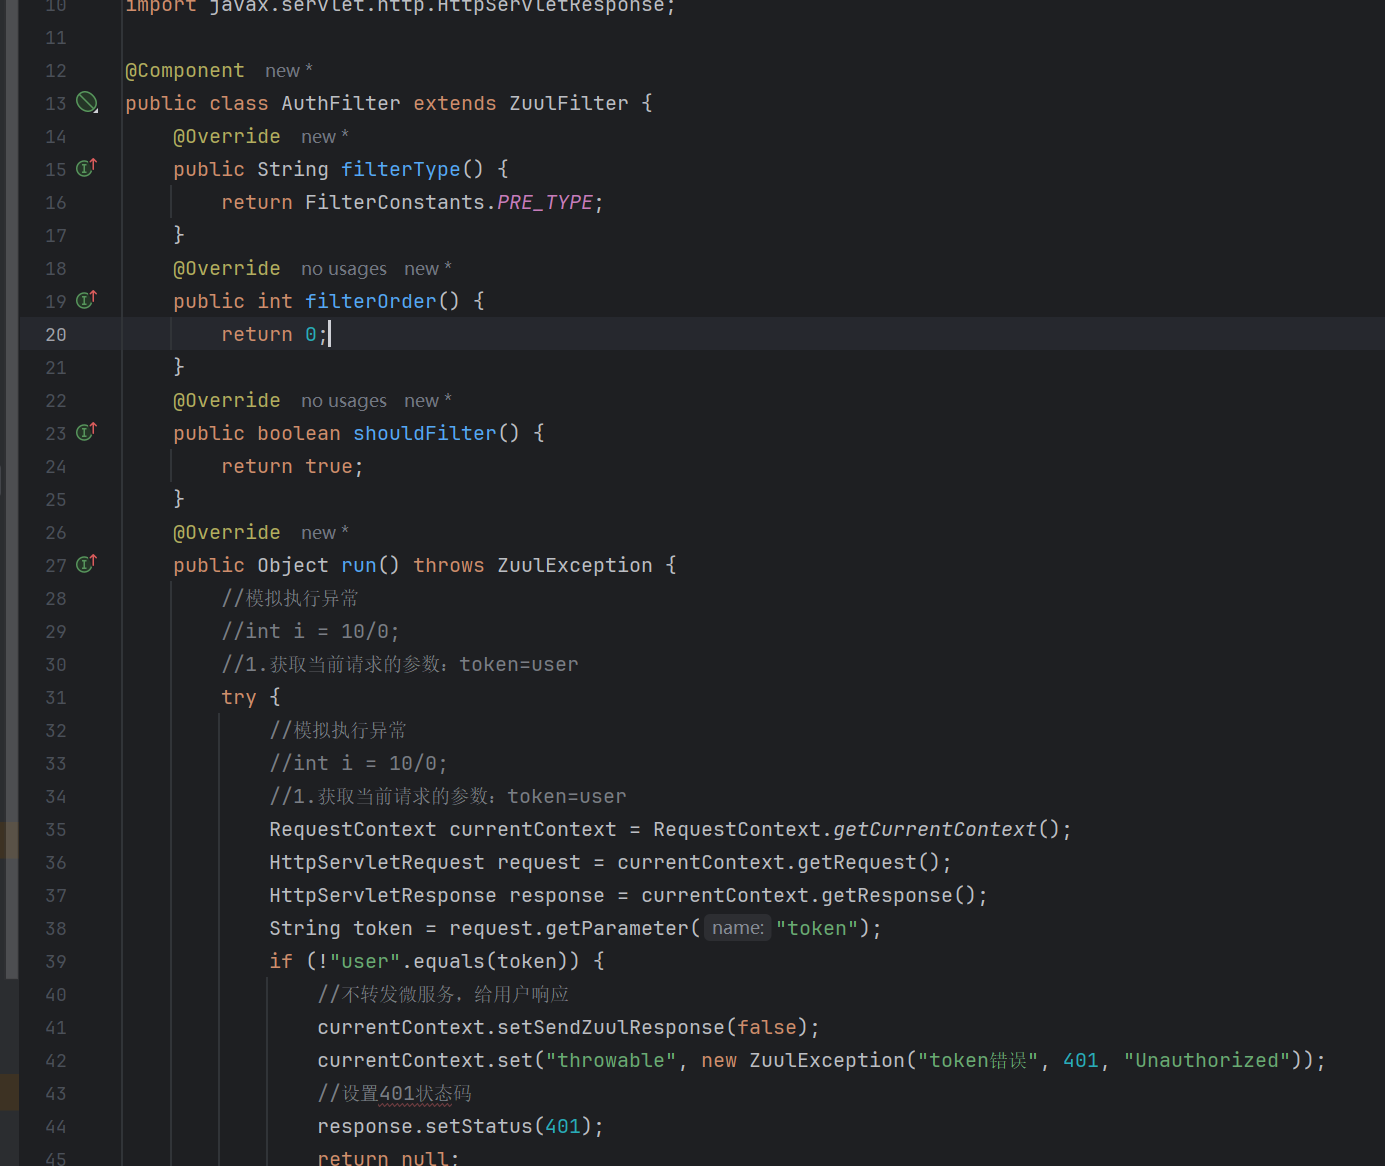 10 import javax.servlet.http.HttpServletResponse;
11
12 @Component new *
13 public class AuthFilter extends ZuulFilter {
14 @Override new *
15 public String filterType() {
16 return FilterConstants.PRE_TYPE;
17 }
18 @Override no usages new *
19 public int filterOrder() {
20 return 0;
21 }
22 @Override no usages new *
23 public boolean shouldFilter() {
24 return true;
25 }
26 @Override new *
27 public Object run() throws ZuulException {
28 //模拟执行异常
29 //int i = 10/0;
30 //1.获取当前请求的参数：token=user
31 try {
32 //模拟执行异常
33 //int i = 10/0;
34 //1.获取当前请求的参数：token=user
35 RequestContext currentContext = RequestContext.getCurrentContext();
36 HttpServletRequest request = currentContext.getRequest();
37 HttpServletResponse response = currentContext.getResponse();
38 String token = request.getParameter( name: "token");
39 if (!"user".equals(token)) {
40 //不转发微服务，给用户响应
41 currentContext.setSendZuulResponse(false);
42 currentContext.set("throwable", new ZuulException("token错误", 401, "Unauthorized"));
43 //设置401状态码
44 response.setStatus(401);
45 return null;